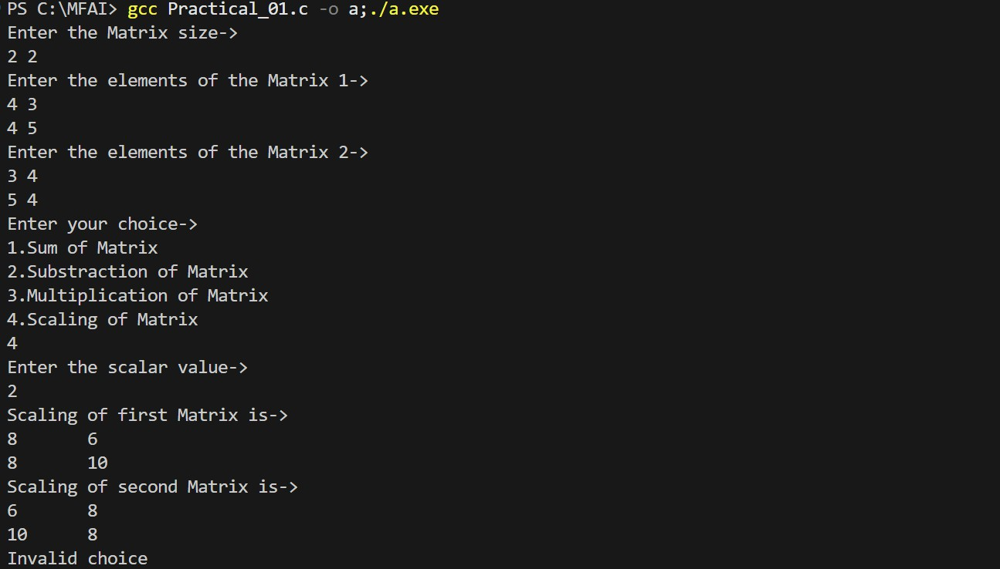 PS C:\MFAI> gcc Practical_01.c -o a;./a.exe
Enter the Matrix size->
2 2
Enter the elements of the Matrix 1->
4 3
4 5
Enter the elements of the Matrix 2->
3 4
5 4
Enter your choice->
1.Sum of Matrix
2.Substraction of Matrix
3.Multiplication of Matrix
4.Scaling of Matrix
4
Enter the scalar value->
2
Scaling of first Matrix is->
8       6
8       10
Scaling of second Matrix is->
6       8
10      8
Invalid choice